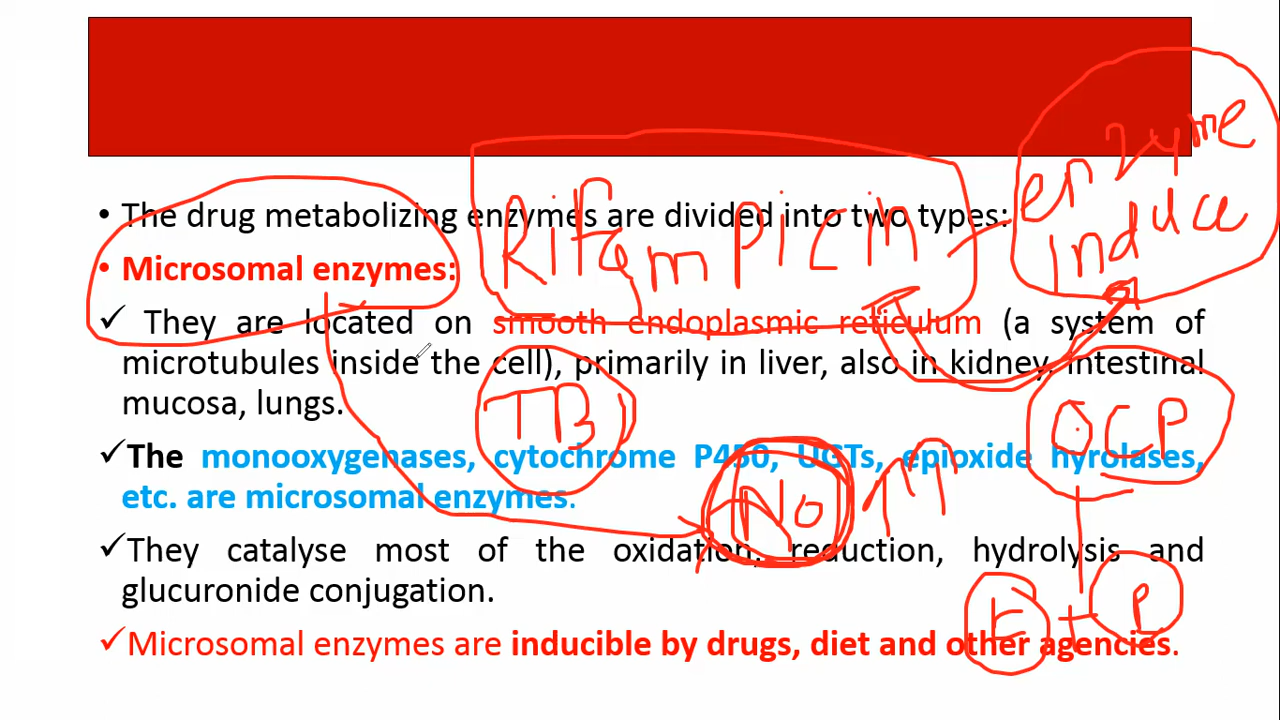 enzyme
induce
• The drug metabolizing enzymes are divided into two types:
Rifampicin
• Microsomal enzymes:
✓ They are located on smooth endoplasmic reticulum (a system of
microtubules inside the cell), primarily in liver, also in kidney, intestinal
mucosa, lungs.
TB
OCP
✓The monooxygenases, cytochrome P450, UGTs, epioxide hyrolases,
etc. are microsomal enzymes.
No ↑↑
✓They catalyse most of the oxidation, reduction, hydrolysis and
glucuronide conjugation.
E + P
✓Microsomal enzymes are inducible by drugs, diet and other agencies.